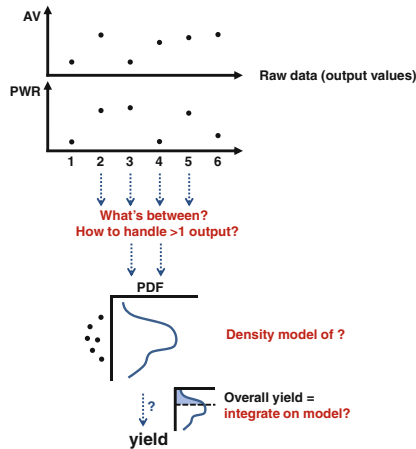 AV
Raw data (output values)
PWR
1 2 3 4 5 6
What's between?
How to handle >1 output?
PDF
Density model of ?
?
Overall yield =
integrate on model?
yield